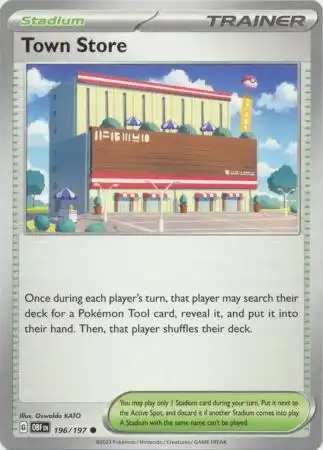 Stadium
TRAINER
Town Store
Once during each player's turn, that player may search their
deck for a Pokémon Tool card, reveal it, and put it into their
hand. Then, that player shuffles their deck.
Illus. Oswaldo KATO
G OBF EN 196/197 ●
You may play only 1 Stadium card during your turn. Put it next to
the Active Spot, and discard it if another Stadium comes into play.
A Stadium with the same name can't be played.
©2023 Pokémon / Nintendo / Creatures / GAME FREAK